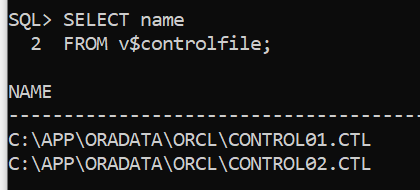 SQL> SELECT name
  2  FROM v$controlfile;
NAME
--------------------------------------
C:\APP\ORADATA\ORCL\CONTROL01.CTL
C:\APP\ORADATA\ORCL\CONTROL02.CTL